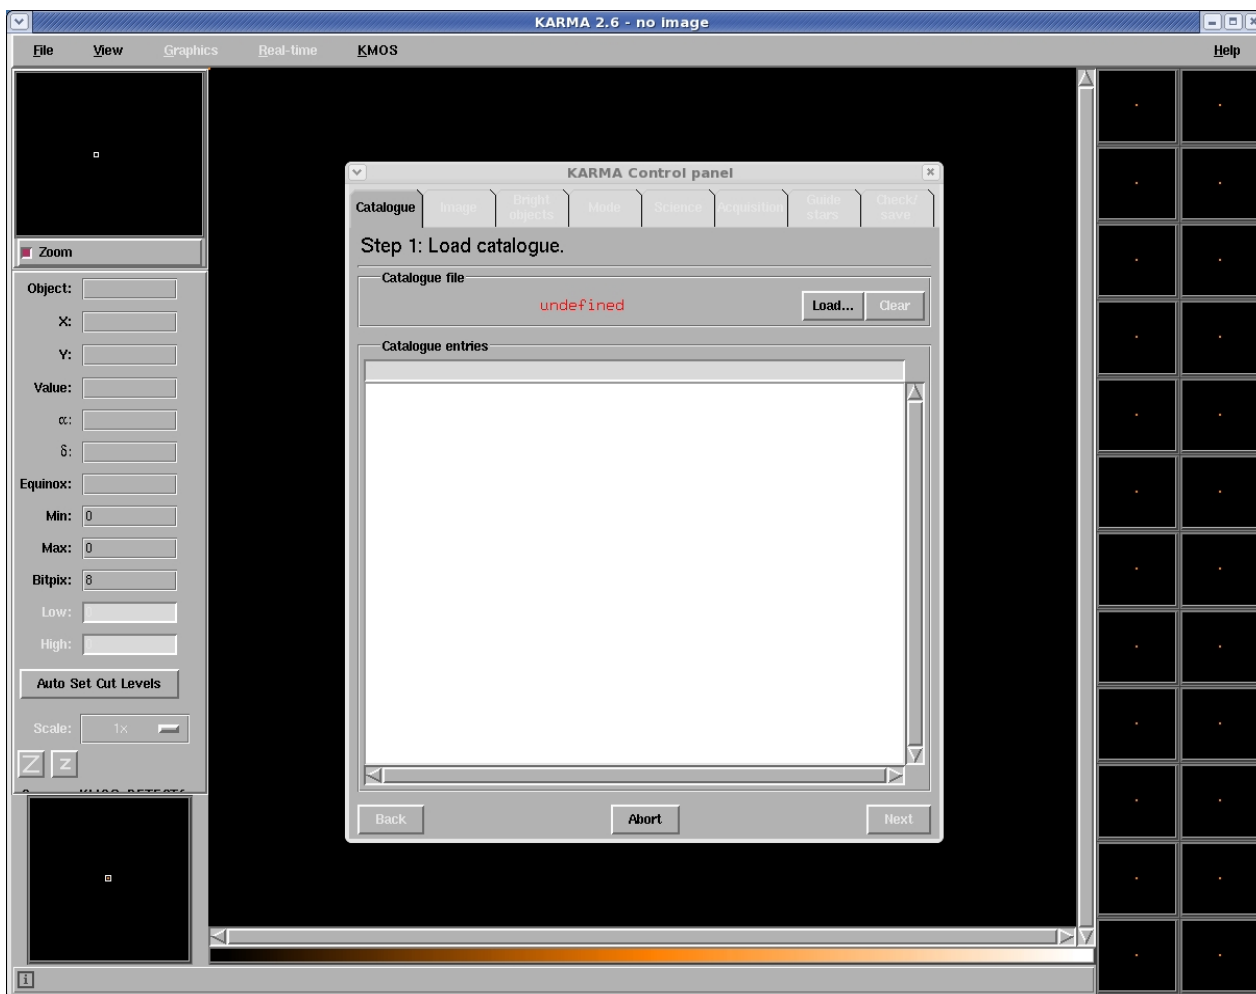 KARMA 2.6 - no image
File View Graphics Real-time KMOS Help
Zoom
Object:
X:
Y:
Value:
α:
δ:
Equinox:
Min: 0
Max: 0
Bitpix: 8
Low:
High:
Auto Set Cut Levels
Scale: 1x
Z z
KARMA Control panel
Catalogue Image Bright objects Mode Science Acquisition Guide stars Check/ save
Step 1: Load catalogue.
Catalogue file
undefined Load... Clear
Catalogue entries
Back Abort Next